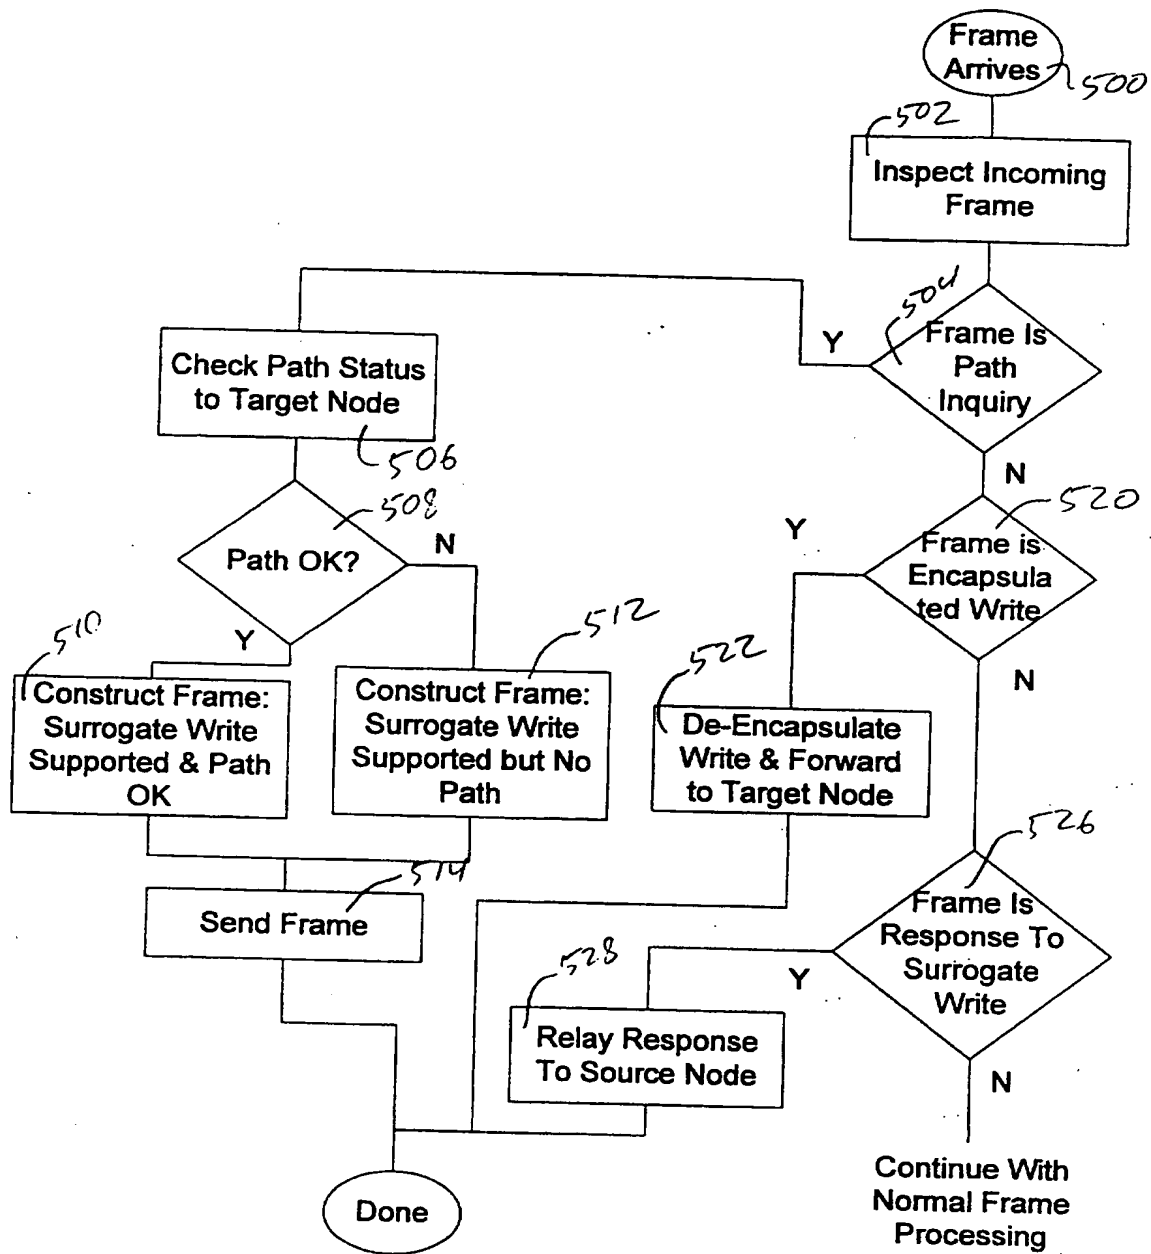 Frame
Arrives
500
502
Inspect Incoming
Frame
504
Frame Is
Path
Inquiry
Y
N
Check Path Status
to Target Node
506
508
Path OK?
N
Y
520
Frame is
Encapsula
ted Write
Y
N
510
Construct Frame:
Surrogate Write
Supported & Path
OK
512
Construct Frame:
Surrogate Write
Supported but No
Path
522
De-Encapsulate
Write & Forward
to Target Node
514
Send Frame
526
Frame Is
Response To
Surrogate
Write
Y
N
528
Relay Response
To Source Node
Done
Continue With
Normal Frame
Processing